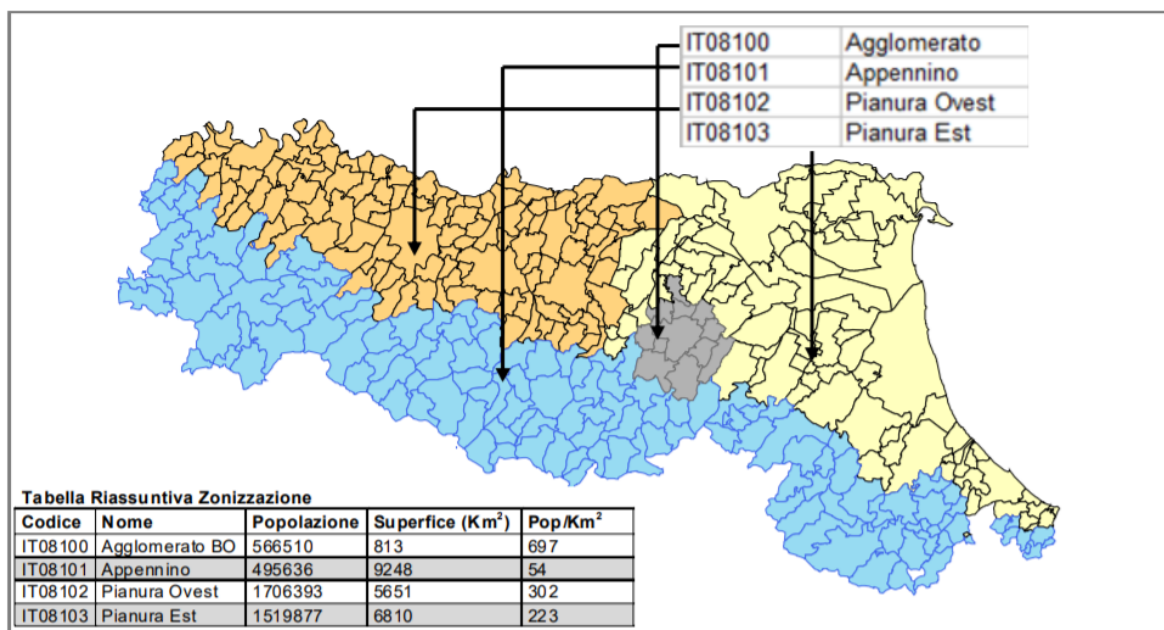 IT08100 Agglomerato
IT08101 Appennino
IT08102 Pianura Ovest
IT08103 Pianura Est
Tabella Riassuntiva Zonizzazione
Codice Nome Popolazione Superfice (Km²) Pop/Km²
IT08100 Agglomerato BO 566510 813 697
IT08101 Appennino 495636 9248 54
IT08102 Pianura Ovest 1706393 5651 302
IT08103 Pianura Est 1519877 6810 223